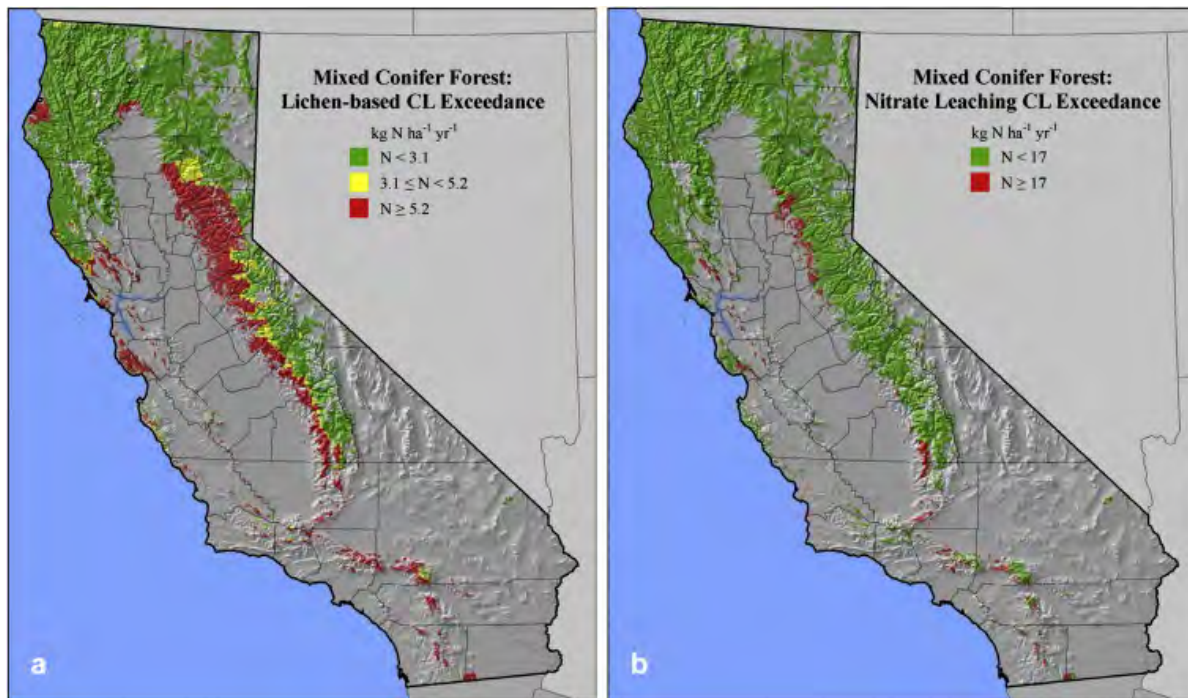 Mixed Conifer Forest:
Lichen-based CL Exceedance
kg N ha⁻¹ yr⁻¹
N < 3.1
3.1 ≤ N < 5.2
N ≥ 5.2
a
Mixed Conifer Forest:
Nitrate Leaching CL Exceedance
kg N ha⁻¹ yr⁻¹
N < 17
N ≥ 17
b